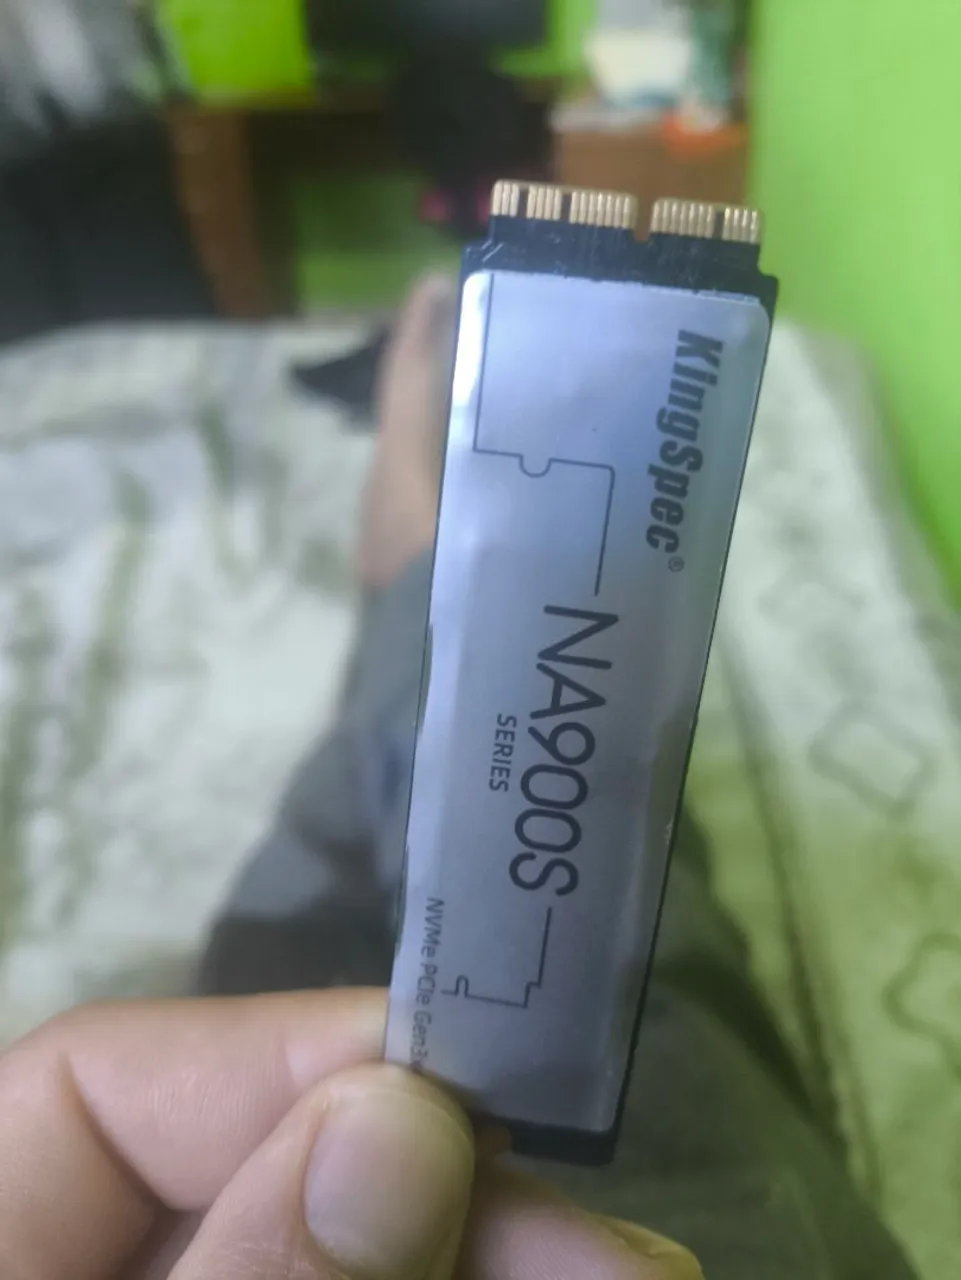 KingSpec®
NA900S
SERIES
NVMe PCIe Gen3x